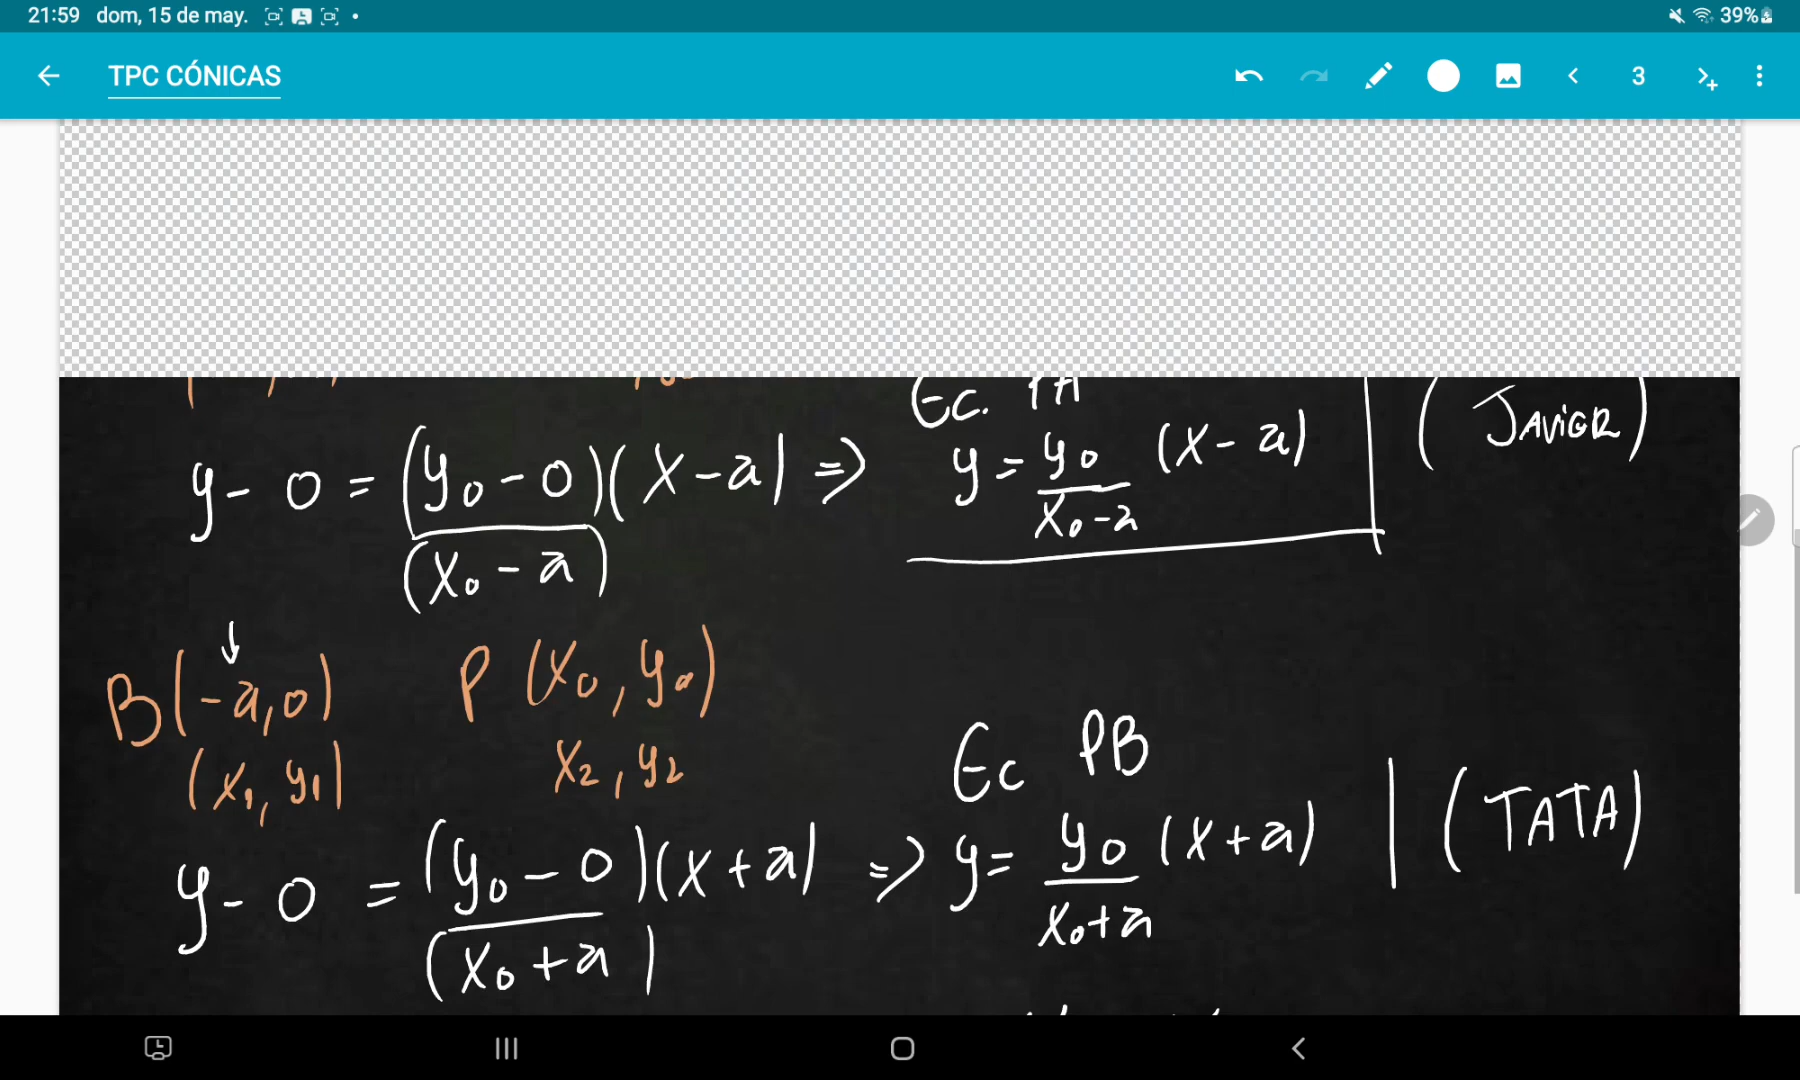 21:59 dom, 15 de may. 39%
TPC CÓNICAS 3
Ec. PA
y - 0 = (y₀ - 0)(x - a) ⇒ y = y₀ (x - a) (JAVIER)
(x₀ - a) x₀ - a
B(-a,0) P (x₀, y₀)
(x₁, y₁) x₂, y₂
Ec PB
y - 0 = (y₀ - 0)(x + a) ⇒ y = y₀ (x + a) (TATA)
(x₀ + a) x₀ + a